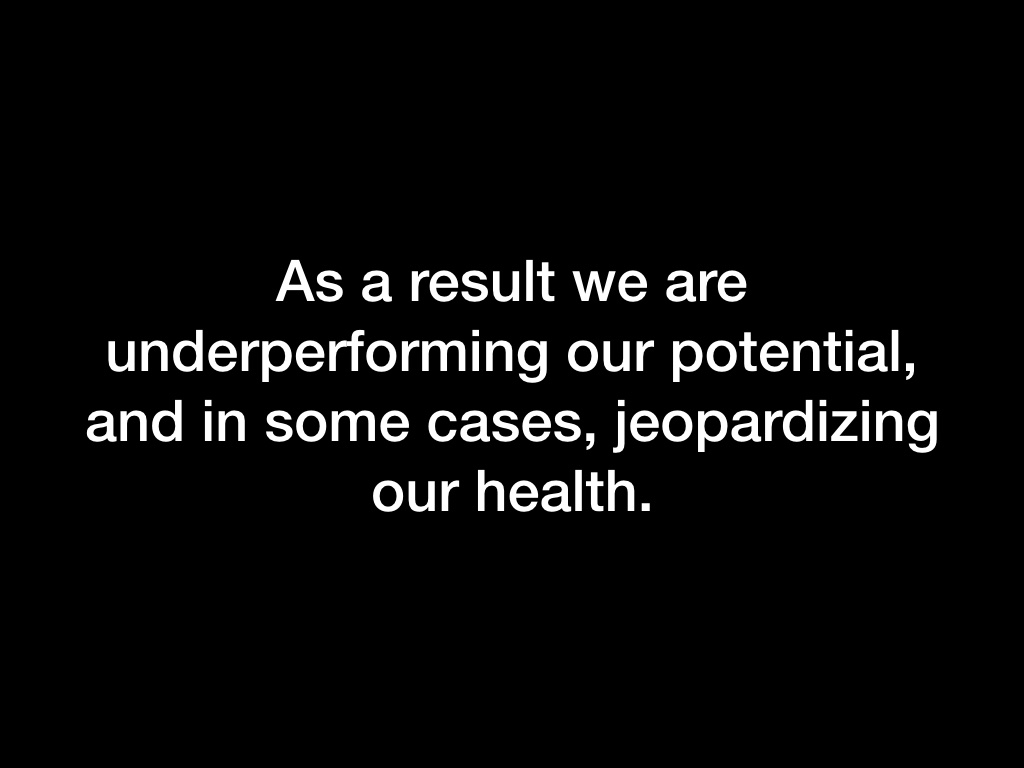 As a result we are
underperforming our potential,
and in some cases, jeopardizing
our health.